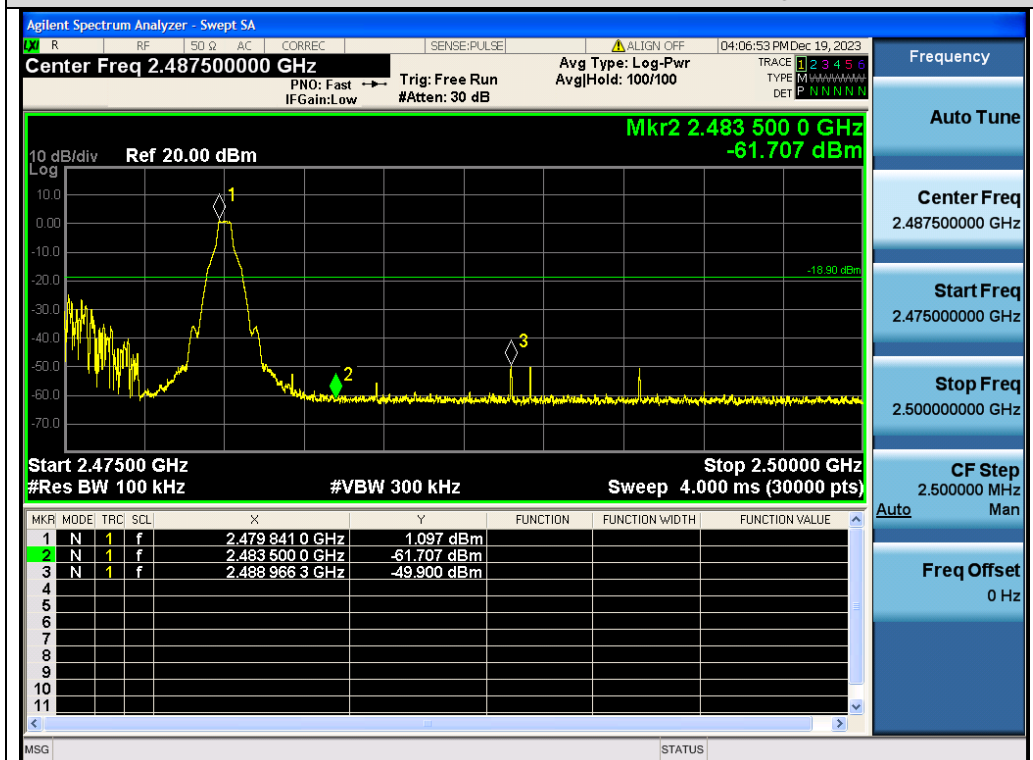 Agilent Spectrum Analyzer - Swept SA
LXI R RF 50 Ω AC CORREC SENSE:PULSE ALIGN OFF 04:06:53 PM Dec 19, 2023
Center Freq 2.487500000 GHz
PNO: Fast
IFGain:Low
Trig: Free Run
#Atten: 30 dB
Avg Type: Log-Pwr
Avg|Hold: 100/100
TRACE 1 2 3 4 5 6
TYPE M
DET P N N N N N
Mkr2 2.483 500 0 GHz
-61.707 dBm
10 dB/div Ref 20.00 dBm
Log
10.0
0.00
-10.0
-20.0
-30.0
-40.0
-50.0
-60.0
-70.0
1
-18.90 dBm
3
2
Start 2.47500 GHz Stop 2.50000 GHz
#Res BW 100 kHz #VBW 300 kHz Sweep 4.000 ms (30000 pts)
MKR MODE TRC SCL X Y FUNCTION FUNCTION WIDTH FUNCTION VALUE
1 N 1 f 2.479 841 0 GHz 1.097 dBm
2 N 1 f 2.483 500 0 GHz -61.707 dBm
3 N 1 f 2.488 966 3 GHz -49.900 dBm
4
5
6
7
8
9
10
11
MSG STATUS
Frequency
Auto Tune
Center Freq
2.487500000 GHz
Start Freq
2.475000000 GHz
Stop Freq
2.500000000 GHz
CF Step
2.500000 MHz
Auto Man
Freq Offset
0 Hz